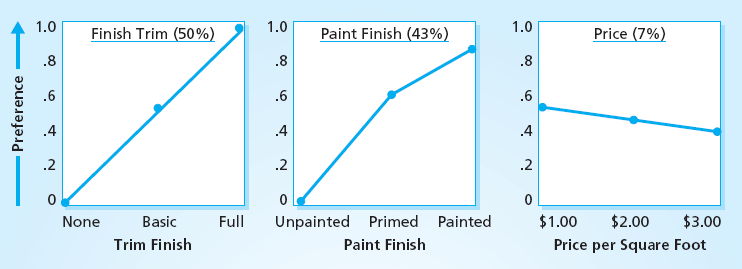 Preference
Finish Trim (50%)
1.0
.8
.6
.4
.2
0
None Basic Full
Trim Finish
Paint Finish (43%)
1.0
.8
.6
.4
.2
0
Unpainted Primed Painted
Paint Finish
Price (7%)
1.0
.8
.6
.4
.2
0
$1.00 $2.00 $3.00
Price per Square Foot